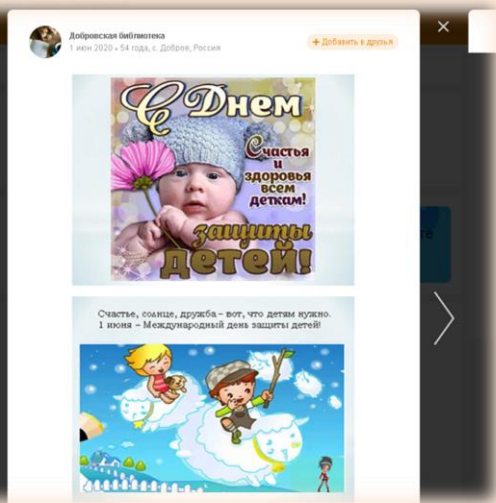 Добровская библиотека
1 июн 2020 • 54 года, с. Доброе, Россия
+ Добавить в друзья
С Днем
Счастья
и
здоровья
всем
деткам!
защиты
детей!
Счастье, солнце, дружба – вот, что детям нужно.
1 июня – Международный день защиты детей!